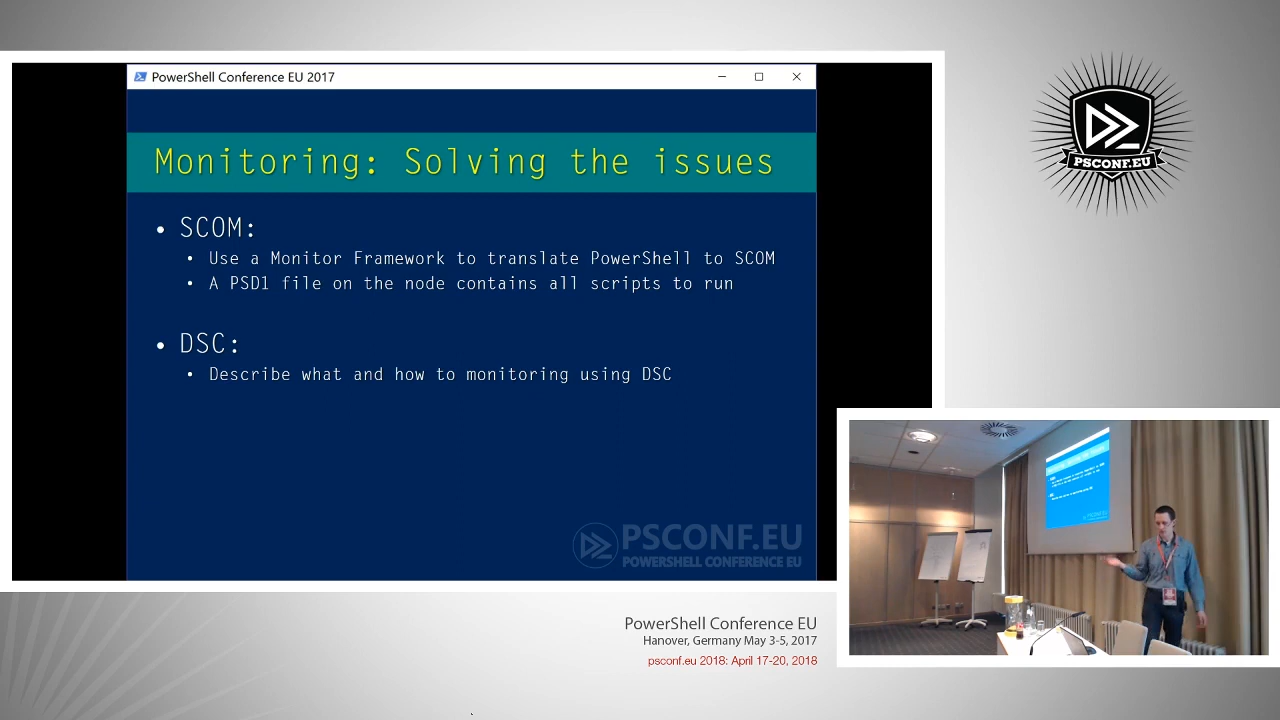 PowerShell Conference EU 2017
Monitoring: Solving the issues
• SCOM:
• Use a Monitor Framework to translate PowerShell to SCOM
• A PSD1 file on the node contains all scripts to run
• DSC:
• Describe what and how to monitoring using DSC
PSCONF.EU
POWERSHELL CONFERENCE EU
PSCONF.EU
PowerShell Conference EU
Hanover, Germany May 3-5, 2017
psconf.eu 2018: April 17-20, 2018